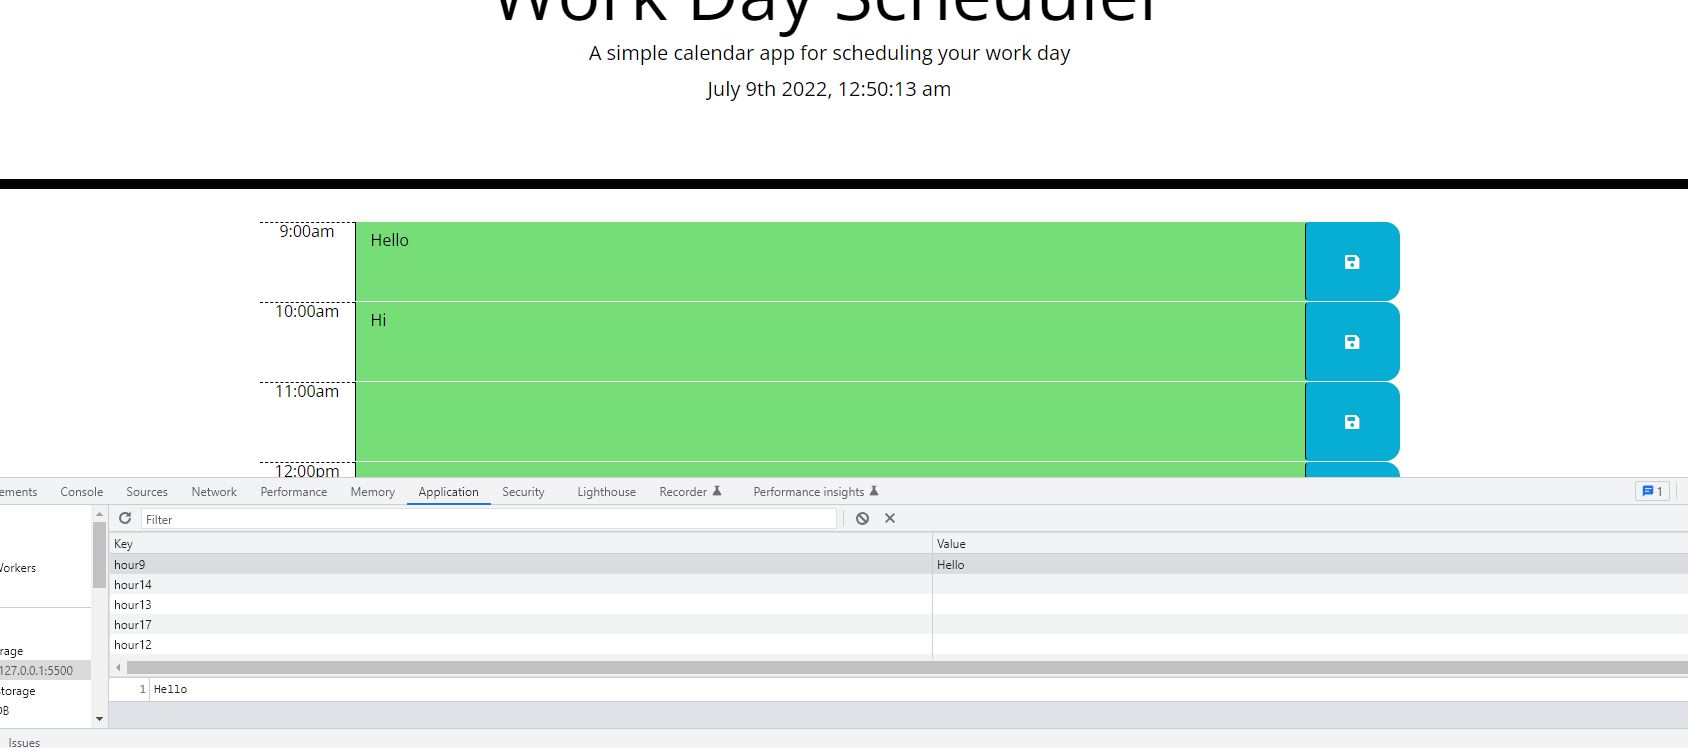 Work Day Scheduler
A simple calendar app for scheduling your work day
July 9th 2022, 12:50:13 am
9:00am Hello
10:00am Hi
11:00am
12:00pm
ements Console Sources Network Performance Memory Application Security Lighthouse Recorder Performance insights 1
Filter
Key Value
hour9 Hello
Workers
hour14
hour13
hour17
hour12
rage
127.0.0.1:5500
torage
1 Hello
DB
Issues